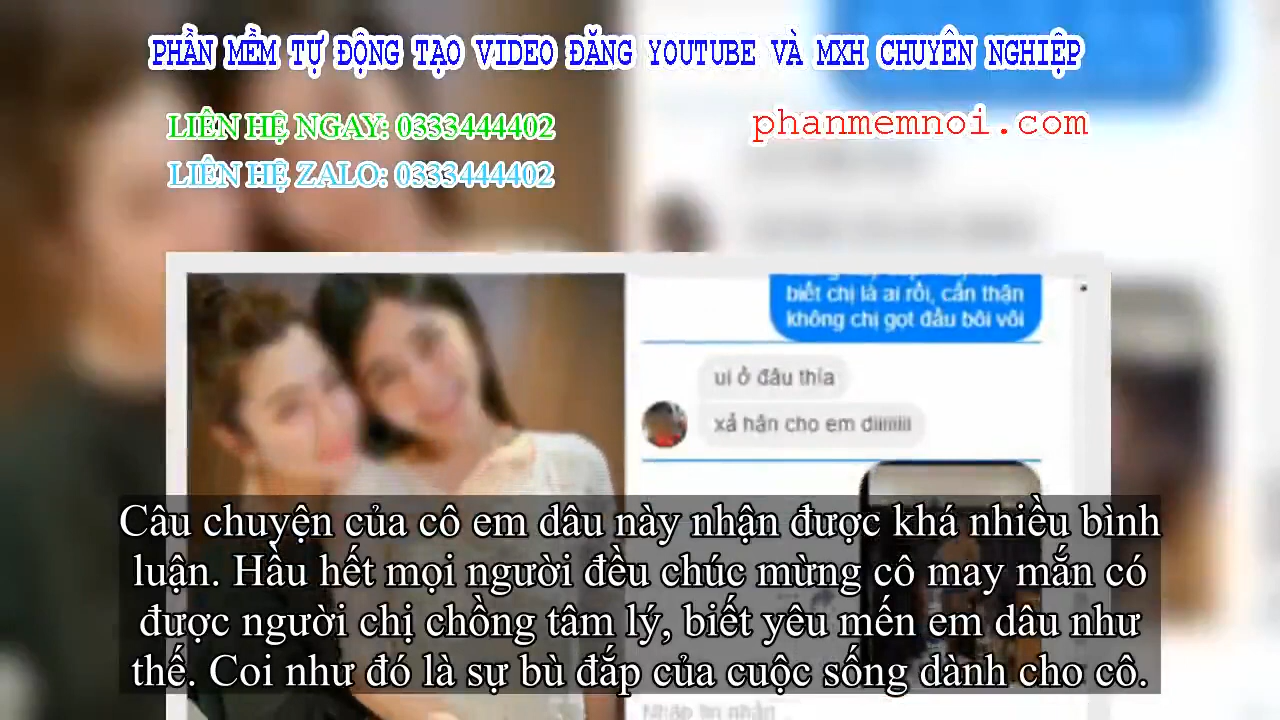 PHẦN MỀM TỰ ĐỘNG TẠO VIDEO ĐĂNG YOUTUBE VÀ MXH CHUYÊN NGHIỆP
LIÊN HỆ NGAY: 0333444402
phanmemnoi.com
LIÊN HỆ ZALO: 0333444402
biết chị là ai rồi, cẩn thận
không chị gọt đầu bôi vôi
ui ở đâu thía
xả hận cho em điiiiiii
Câu chuyện của cô em dâu này nhận được khá nhiều bình
luận. Hầu hết mọi người đều chúc mừng cô may mắn có
được người chị chồng tâm lý, biết yêu mến em dâu như
thế. Coi như đó là sự bù đắp của cuộc sống dành cho cô.
Nhập tin nhắn